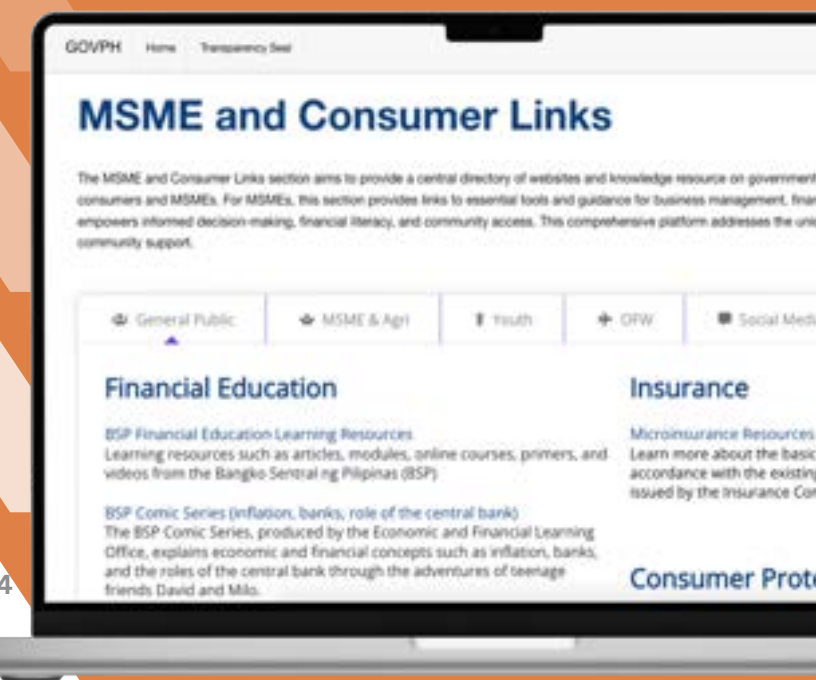 GOVPH Home Transparency Seal
MSME and Consumer Links
The MSME and Consumer Links section aims to provide a central directory of websites and knowledge resource on government
consumers and MSMEs. For MSMEs, this section provides links to essential tools and guidance for business management, finan
empowers informed decision-making, financial literacy, and community access. This comprehensive platform addresses the uniq
community support.
General Public MSME & Agri Youth OFW Social Media
Financial Education
BSP Financial Education Learning Resources
Learning resources such as articles, modules, online courses, primers, and
videos from the Bangko Sentral ng Pilipinas (BSP)
BSP Comic Series (inflation, banks, role of the central bank)
The BSP Comic Series, produced by the Economic and Financial Learning
Office, explains economic and financial concepts such as inflation, banks,
and the roles of the central bank through the adventures of teenage
friends David and Milo.
Insurance
Microinsurance Resources
Learn more about the basic
accordance with the existing
issued by the Insurance Com
Consumer Prote
4